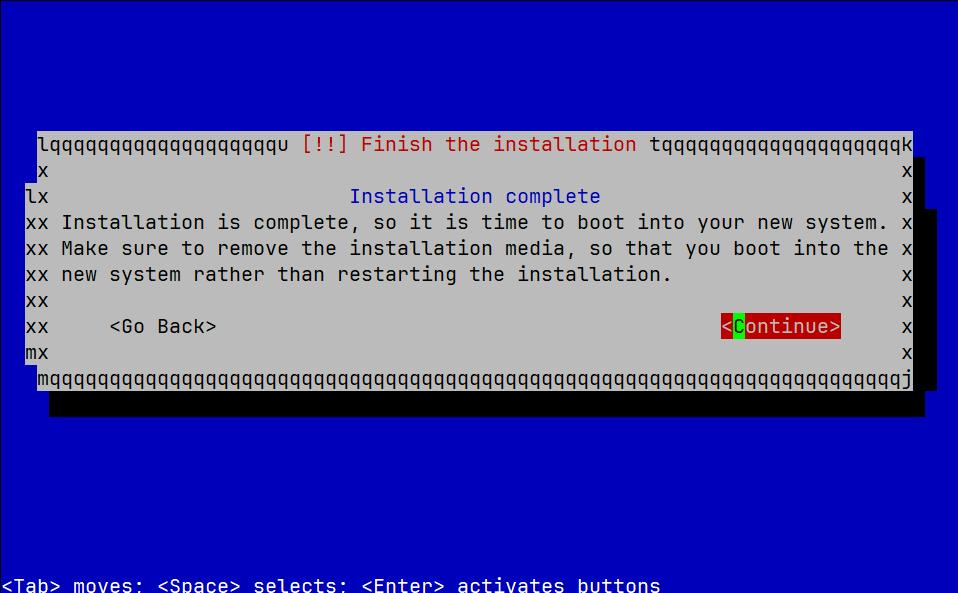 lqqqqqqqqqqqqqqqqqqqu [!!] Finish the installation tqqqqqqqqqqqqqqqqqqqqk
x x
lx Installation complete x
xx Installation is complete, so it is time to boot into your new system. x
xx Make sure to remove the installation media, so that you boot into the x
xx new system rather than restarting the installation. x
xx x
xx <Go Back> <Continue> x
mx x
mqqqqqqqqqqqqqqqqqqqqqqqqqqqqqqqqqqqqqqqqqqqqqqqqqqqqqqqqqqqqqqqqqqqqqqqj
<Tab> moves; <Space> selects; <Enter> activates buttons